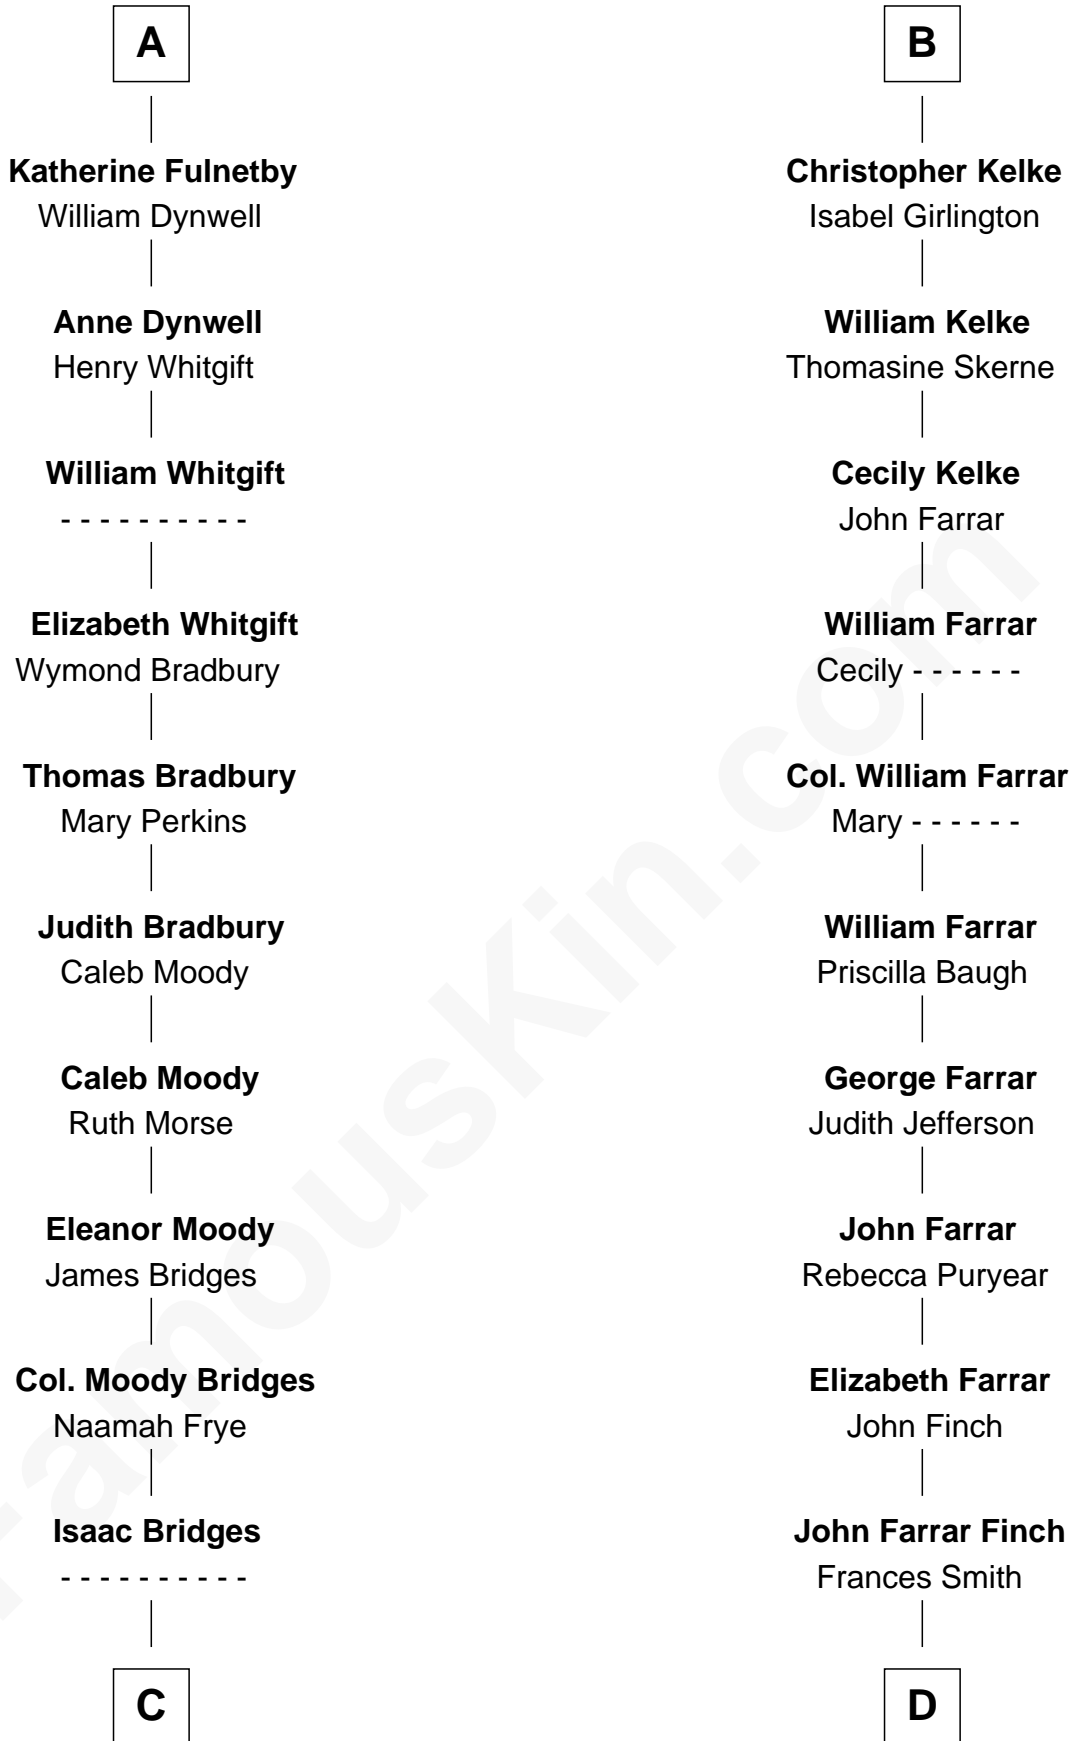 A
Katherine Fulnetby
William Dynwell
Anne Dynwell
Henry Whitgift
William Whitgift
- - - - - - - - - -
Elizabeth Whitgift
Wymond Bradbury
Thomas Bradbury
Mary Perkins
Judith Bradbury
Caleb Moody
Caleb Moody
Ruth Morse
Eleanor Moody
James Bridges
Col. Moody Bridges
Naamah Frye
Isaac Bridges
- - - - - - - - - -
C
B
Christopher Kelke
Isabel Girlington
William Kelke
Thomasine Skerne
Cecily Kelke
John Farrar
William Farrar
Cecily - - - - - -
Col. William Farrar
Mary - - - - - -
William Farrar
Priscilla Baugh
George Farrar
Judith Jefferson
John Farrar
Rebecca Puryear
Elizabeth Farrar
John Finch
John Farrar Finch
Frances Smith
D
FamousKin.com